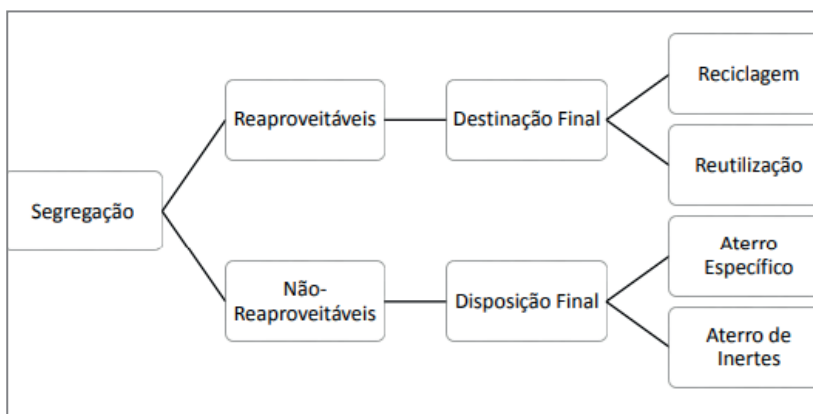 Segregação
Reaproveitáveis
Destinação Final
Reciclagem
Reutilização
Não-
Reaproveitáveis
Disposição Final
Aterro
Específico
Aterro de
Inertes